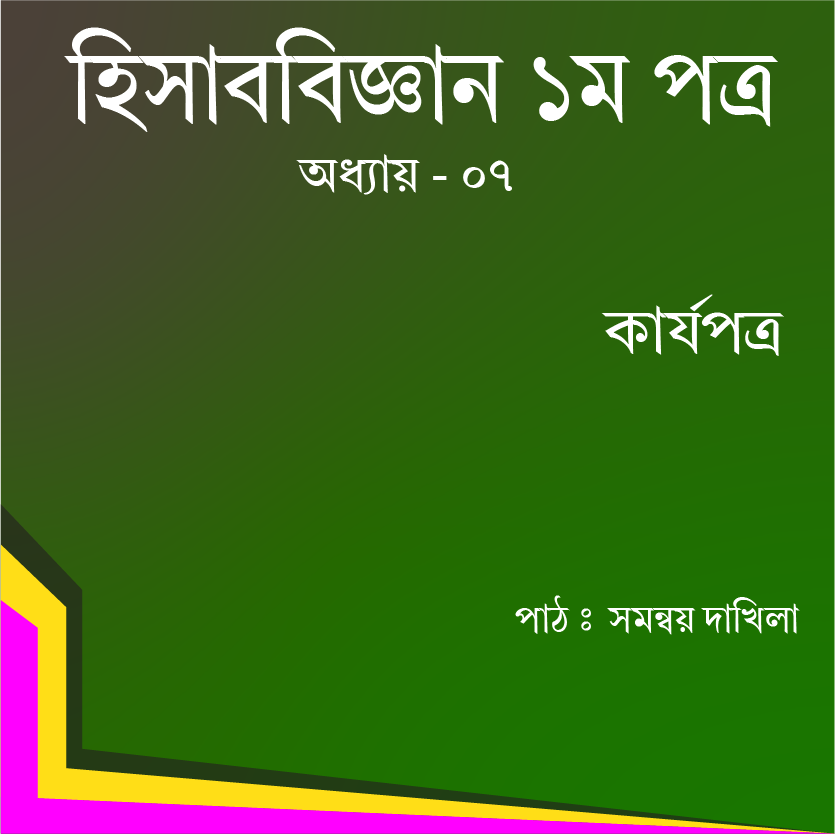 হিসাববিজ্ঞান ১ম পত্র
অধ্যায় - ০৭
কার্যপত্র
পাঠ ঃ সমন্বয় দাখিলা